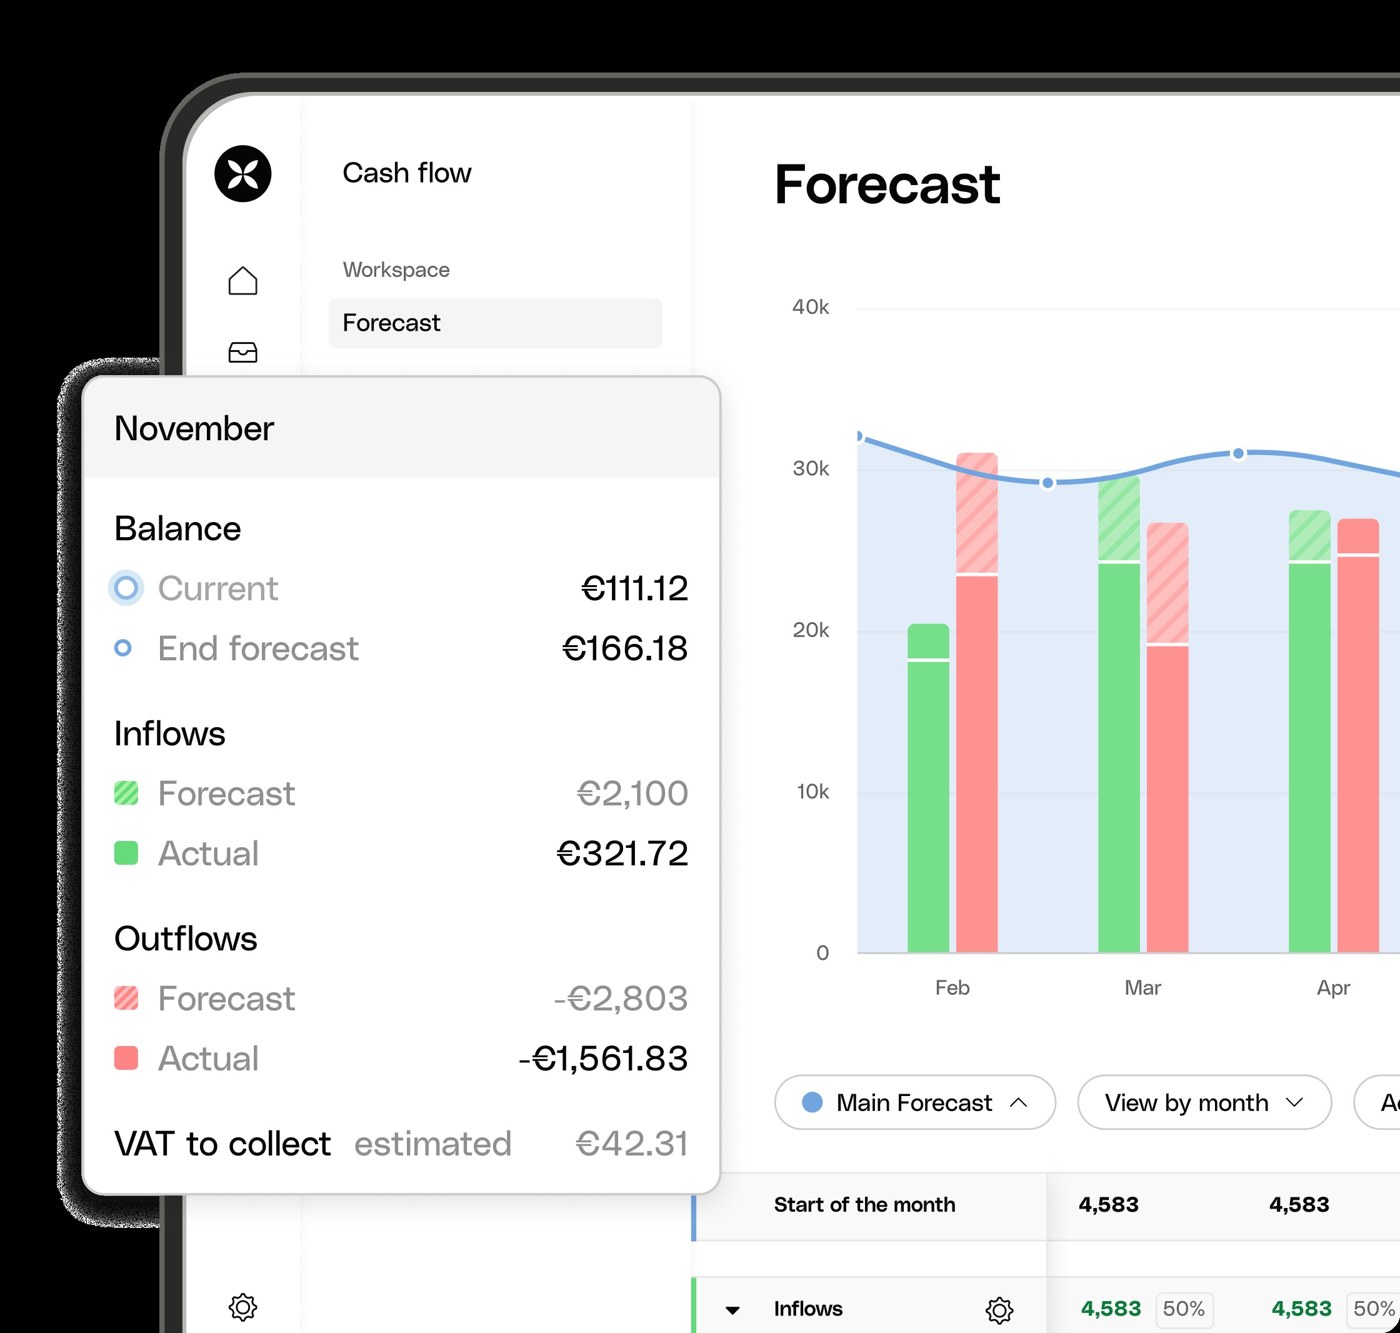 Cash flow
Forecast
Workspace
Forecast
40k
30k
20k
10k
0
Feb
Mar
Apr
November
Balance
Current €111.12
End forecast €166.18
Inflows
Forecast €2,100
Actual €321.72
Outflows
Forecast -€2,803
Actual -€1,561.83
VAT to collect estimated €42.31
Main Forecast
View by month
Start of the month 4,583 4,583
Inflows 4,583 50% 4,583 50%